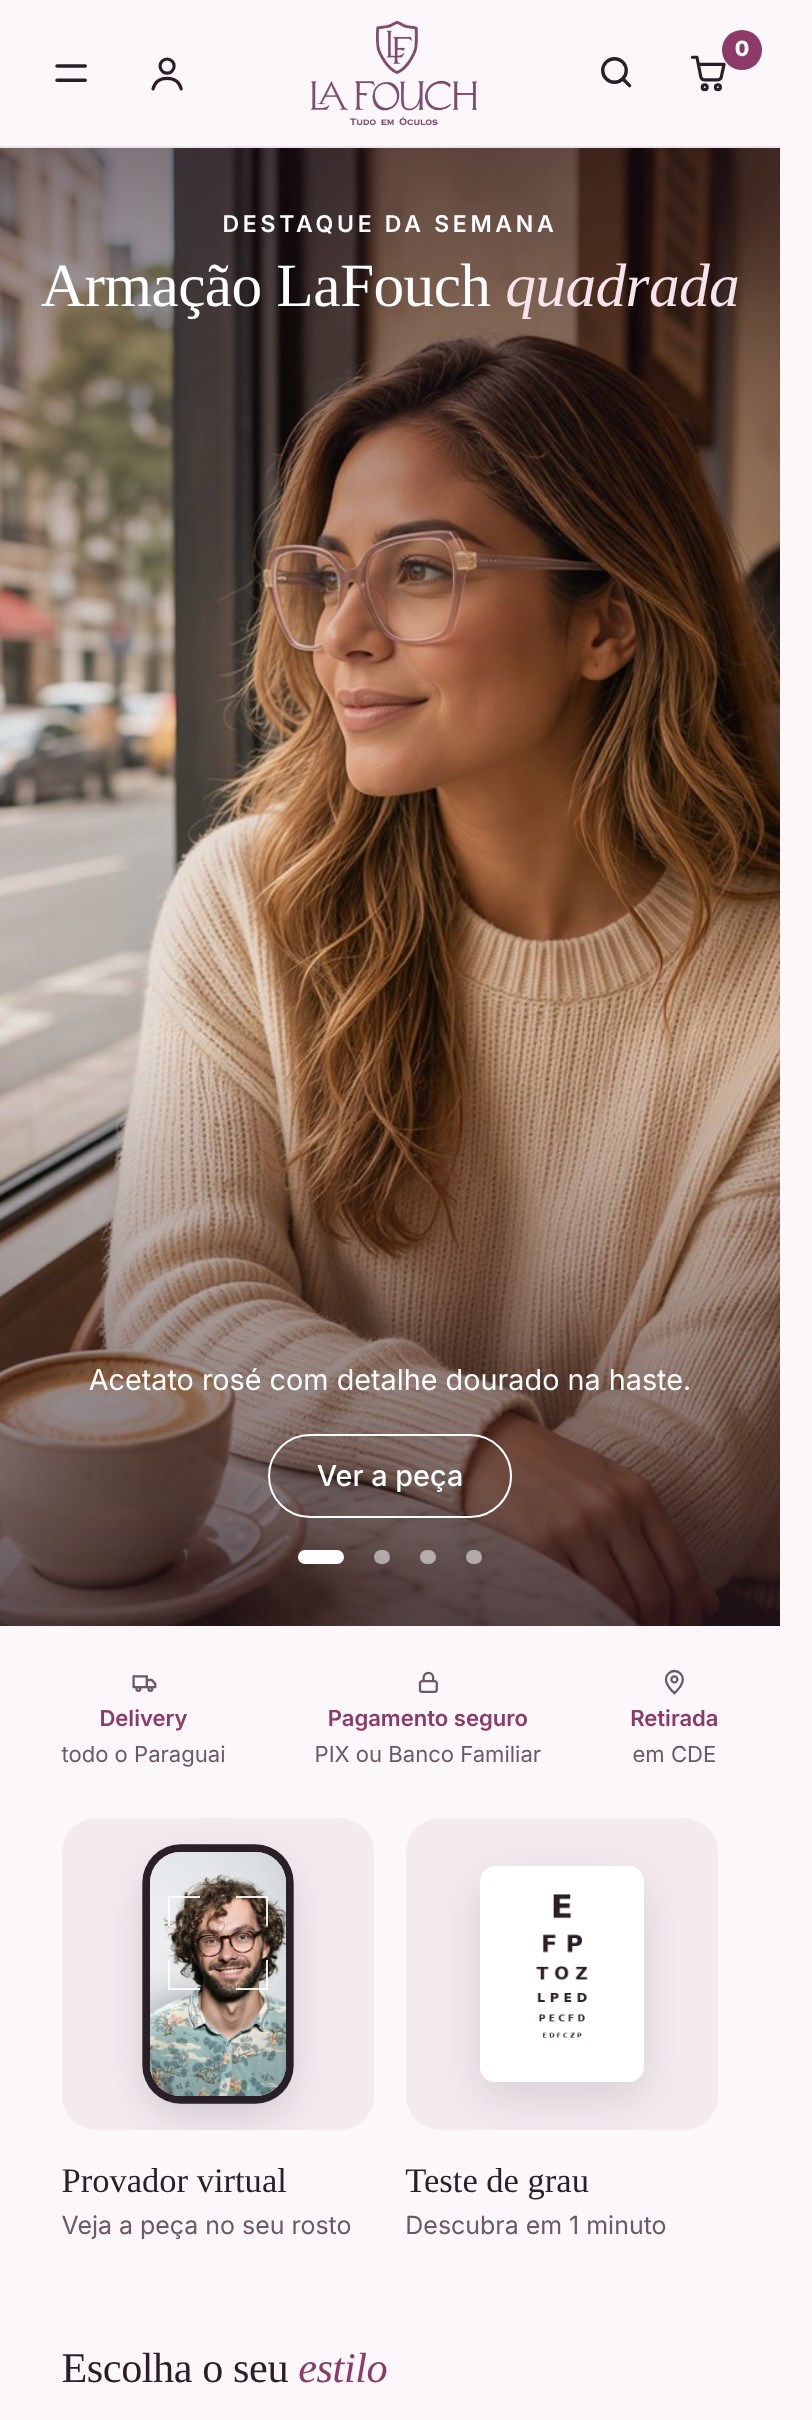 0
LF
LA FOUCH
TUDO EM ÓCULOS
DESTAQUE DA SEMANA
Armação LaFouch quadrada
Acetato rosé com detalhe dourado na haste.
Ver a peça
Delivery
todo o Paraguai
Pagamento seguro
PIX ou Banco Familiar
Retirada
em CDE
E
F P
T O Z
L P E D
P E C F D
E D F C Z P
Provador virtual
Veja a peça no seu rosto
Teste de grau
Descubra em 1 minuto
Escolha o seu estilo